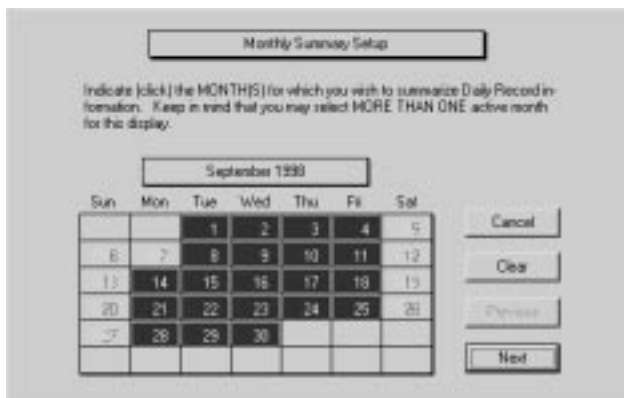 Monthly Summary Setup
Indicate (click) the MONTH(S) for which you wish to summarize Daily Record in-
formation. Keep in mind that you may select MORE THAN ONE active month
for this display.
September 1998
Sun Mon Tue Wed Thu Fri Sat
1 2 3 4 5
6 7 8 9 10 11 12
13 14 15 16 17 18 19
20 21 22 23 24 25 26
27 28 29 30
Cancel
Clear
Previous
Next